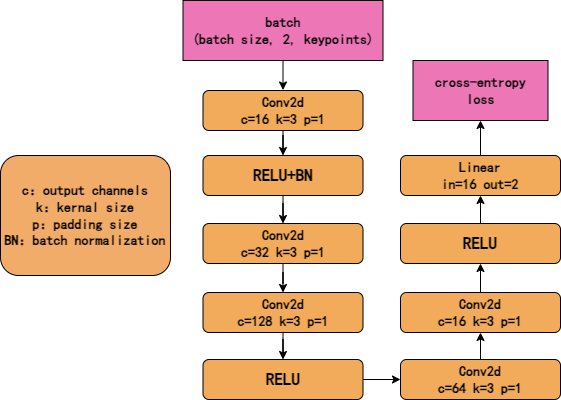 batch
(batch size, 2, keypoints)
Conv2d
c=16 k=3 p=1
RELU+BN
Conv2d
c=32 k=3 p=1
Conv2d
c=128 k=3 p=1
RELU
c: output channels
k: kernal size
p: padding size
BN: batch normalization
cross-entropy
loss
Linear
in=16 out=2
RELU
Conv2d
c=16 k=3 p=1
Conv2d
c=64 k=3 p=1